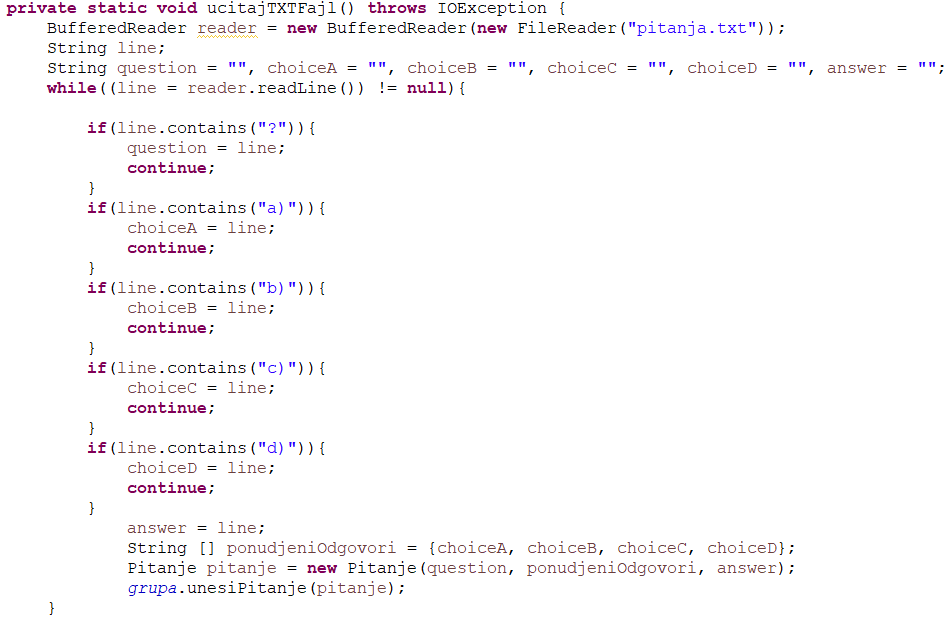 private static void ucitajTXTFajl() throws IOException {
    BufferedReader reader = new BufferedReader(new FileReader("pitanja.txt"));
    String line;
    String question = "", choiceA = "", choiceB = "", choiceC = "", choiceD = "", answer = "";
    while((line = reader.readLine()) != null){

        if(line.contains("?")){
            question = line;
            continue;
        }
        if(line.contains("a)")){
            choiceA = line;
            continue;
        }
        if(line.contains("b)")){
            choiceB = line;
            continue;
        }
        if(line.contains("c)")){
            choiceC = line;
            continue;
        }
        if(line.contains("d)")){
            choiceD = line;
            continue;
        }
            answer = line;
            String [] ponudjeniOdgovori = {choiceA, choiceB, choiceC, choiceD};
            Pitanje pitanje = new Pitanje(question, ponudjeniOdgovori, answer);
            grupa.unesiPitanje(pitanje);
    }